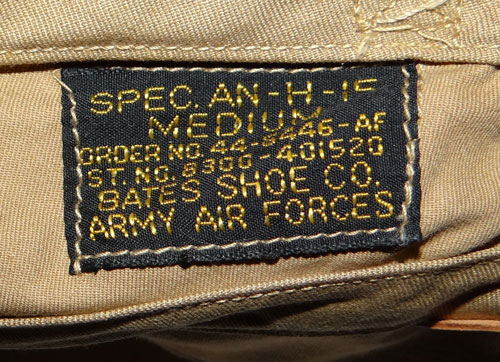 SPEC. AN-H-15
MEDIUM
ORDER NO. 44-9446-AF
ST. NO. 8300-401520
BATES SHOE CO.
ARMY AIR FORCES